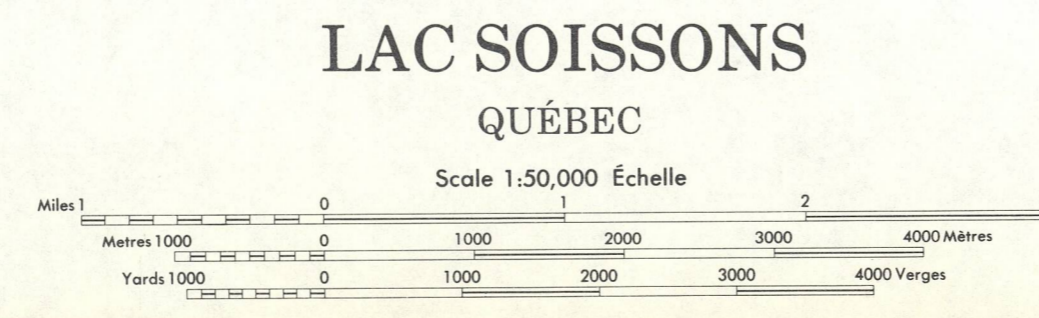 LAC SOISSONS
QUÉBEC
Scale 1:50,000 Échelle
Miles 1 0 1 2
Metres 1000 0 1000 2000 3000 4000 Mètres
Yards 1000 0 1000 2000 3000 4000 Verges